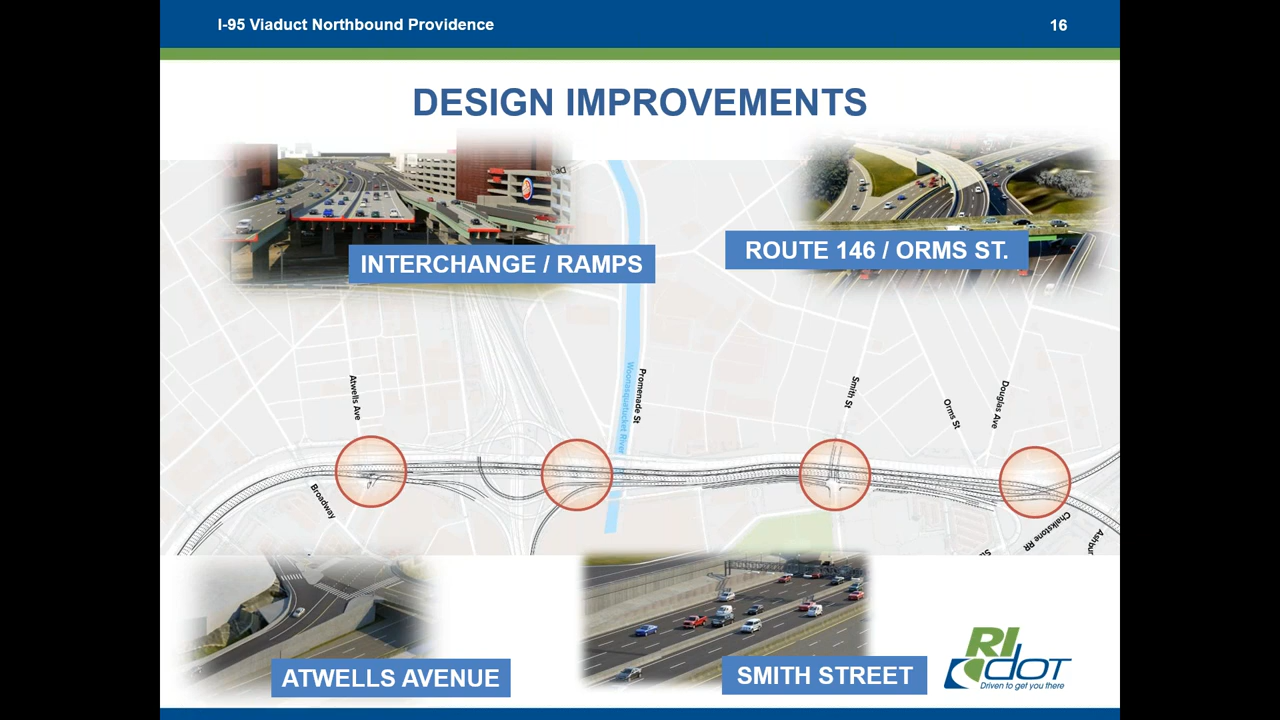 I-95 Viaduct Northbound Providence
16
DESIGN IMPROVEMENTS
INTERCHANGE / RAMPS
ROUTE 146 / ORMS ST.
Atwells Ave
Promenade St
Woonasquatucket River
Smith St
Orms St
Douglas Ave
Broadway
Chalkstone
RR
St
Ashbur
ATWELLS AVENUE
SMITH STREET
RI
DOT
Driven to get you there